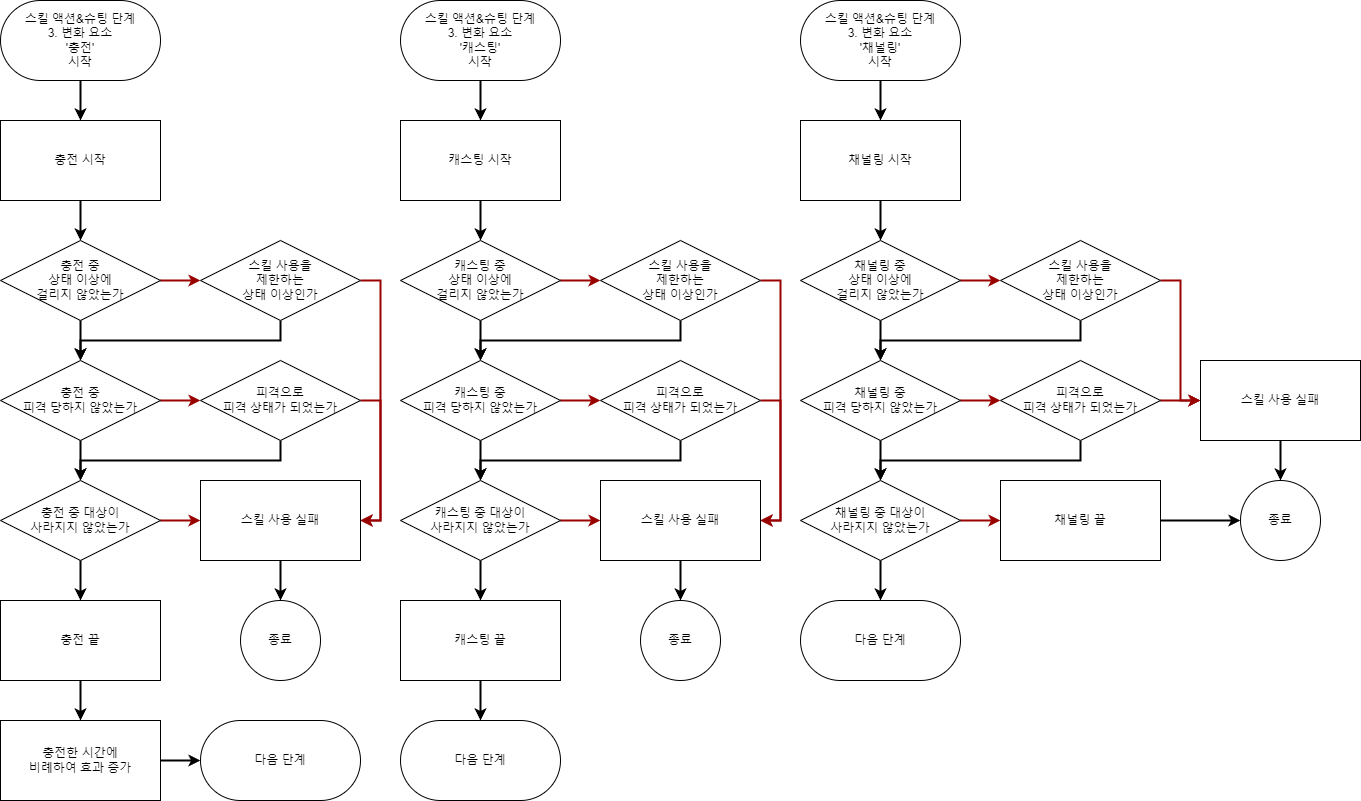 스킬 액션&슈팅 단계
3. 변화 요소
'충전'
시작
충전 시작
충전 중
상태 이상에
걸리지 않았는가
스킬 사용을
제한하는
상태 이상인가
충전 중
피격 당하지 않았는가
피격으로
피격 상태가 되었는가
충전 중 대상이
사라지지 않았는가
스킬 사용 실패
종료
충전 끝
충전한 시간에
비례하여 효과 증가
다음 단계
스킬 액션&슈팅 단계
3. 변화 요소
'캐스팅'
시작
캐스팅 시작
캐스팅 중
상태 이상에
걸리지 않았는가
스킬 사용을
제한하는
상태 이상인가
캐스팅 중
피격 당하지 않았는가
피격으로
피격 상태가 되었는가
캐스팅 중 대상이
사라지지 않았는가
스킬 사용 실패
종료
캐스팅 끝
다음 단계
스킬 액션&슈팅 단계
3. 변화 요소
'채널링'
시작
채널링 시작
채널링 중
상태 이상에
걸리지 않았는가
스킬 사용을
제한하는
상태 이상인가
채널링 중
피격 당하지 않았는가
피격으로
피격 상태가 되었는가
스킬 사용 실패
채널링 중 대상이
사라지지 않았는가
채널링 끝
종료
다음 단계